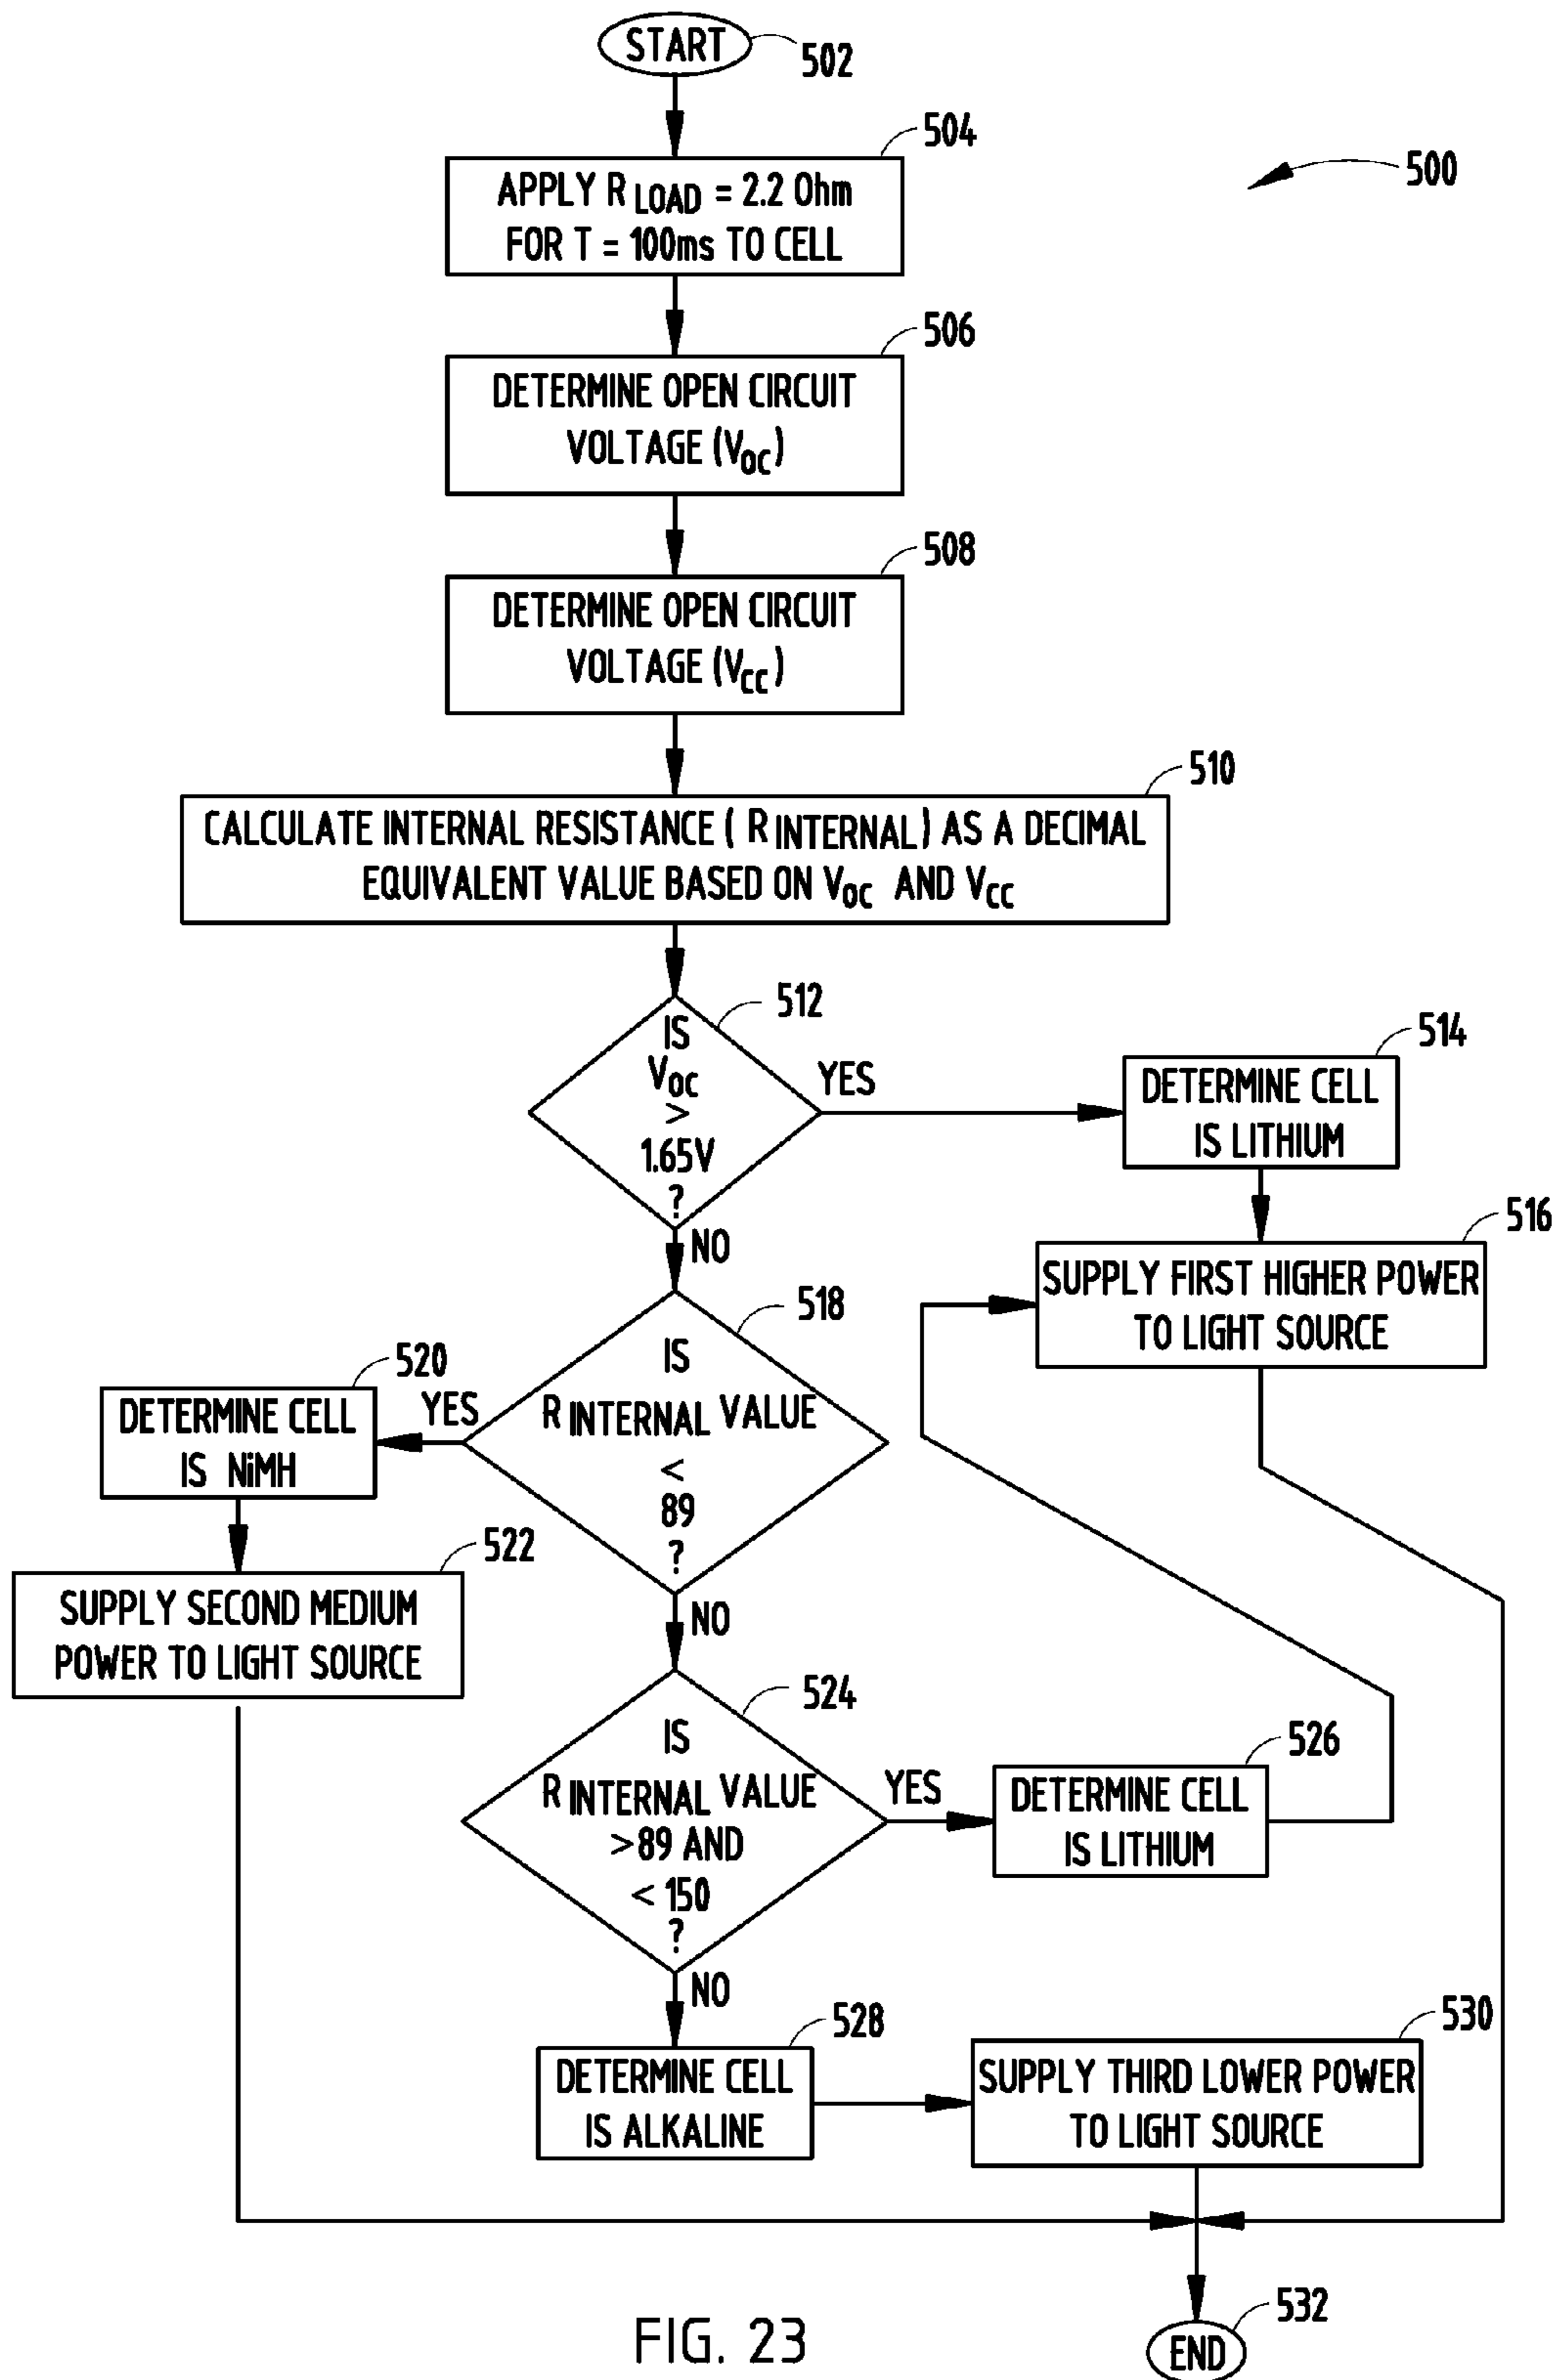 START
502
500
504
APPLY R LOAD = 2.2 Ohm
FOR T = 100ms TO CELL
506
DETERMINE OPEN CIRCUIT
VOLTAGE (VOC)
508
DETERMINE OPEN CIRCUIT
VOLTAGE (VCC)
510
CALCULATE INTERNAL RESISTANCE ( R INTERNAL) AS A DECIMAL
EQUIVALENT VALUE BASED ON VOC AND VCC
512
IS
VOC
>
1.65V
?
YES
NO
514
DETERMINE CELL
IS LITHIUM
516
SUPPLY FIRST HIGHER POWER
TO LIGHT SOURCE
518
IS
R INTERNAL VALUE
<
89
?
YES
NO
520
DETERMINE CELL
IS NiMH
522
SUPPLY SECOND MEDIUM
POWER TO LIGHT SOURCE
524
IS
R INTERNAL VALUE
>89 AND
< 150
?
YES
NO
526
DETERMINE CELL
IS LITHIUM
528
DETERMINE CELL
IS ALKALINE
530
SUPPLY THIRD LOWER POWER
TO LIGHT SOURCE
532
END
FIG. 23